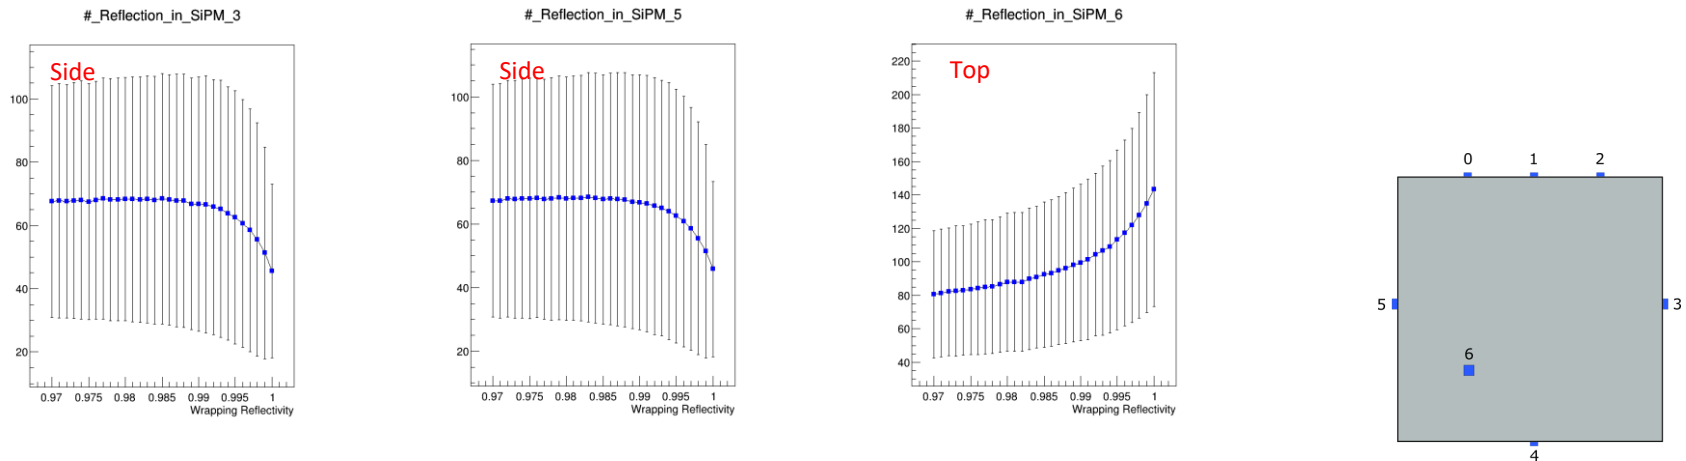 #_Reflection_in_SiPM_3
Side
100
80
60
40
20
0.97 0.975 0.98 0.985 0.99 0.995 1
Wrapping Reflectivity
#_Reflection_in_SiPM_5
Side
100
80
60
40
20
0.97 0.975 0.98 0.985 0.99 0.995 1
Wrapping Reflectivity
#_Reflection_in_SiPM_6
Top
220
200
180
160
140
120
100
80
60
40
0.97 0.975 0.98 0.985 0.99 0.995 1
Wrapping Reflectivity
0 1 2
5 3
6
4